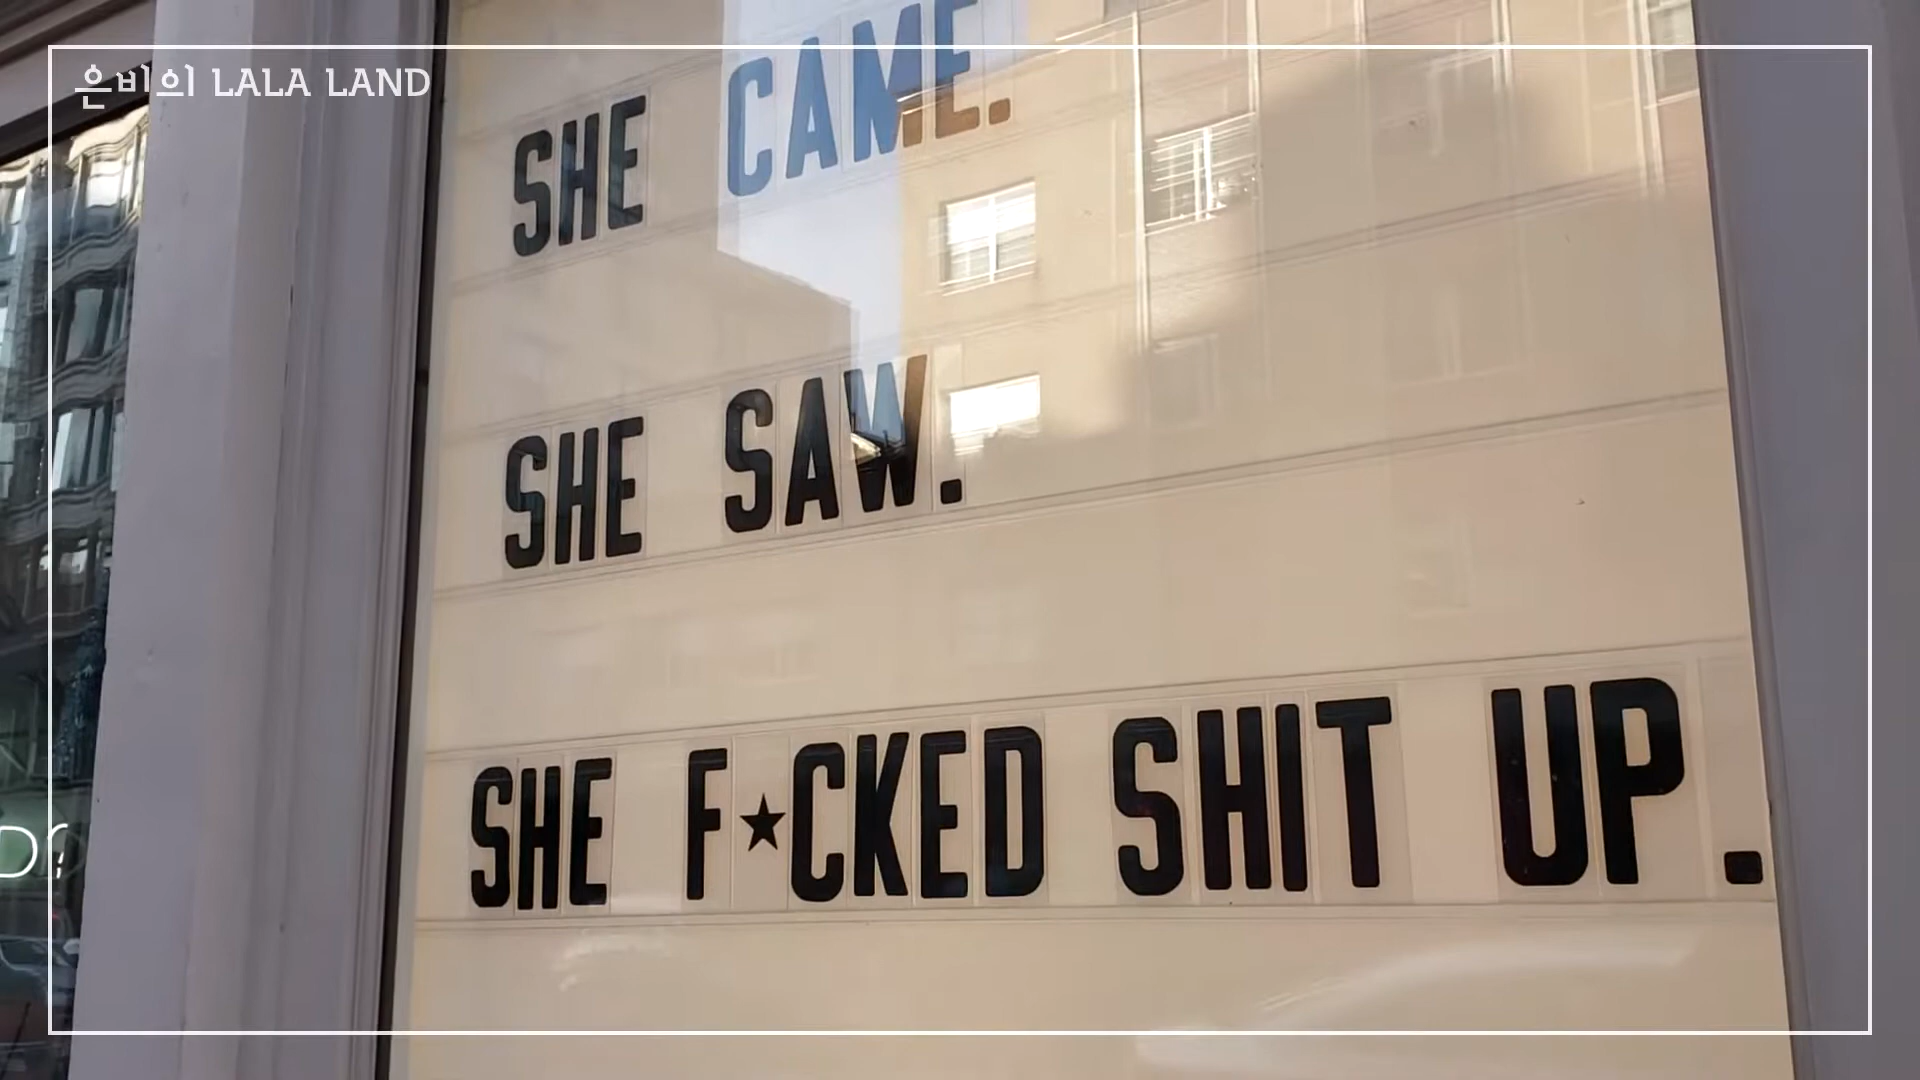 은비의 LALA LAND
SHE CAME.
SHE SAW.
SHE F★CKED SHIT UP.